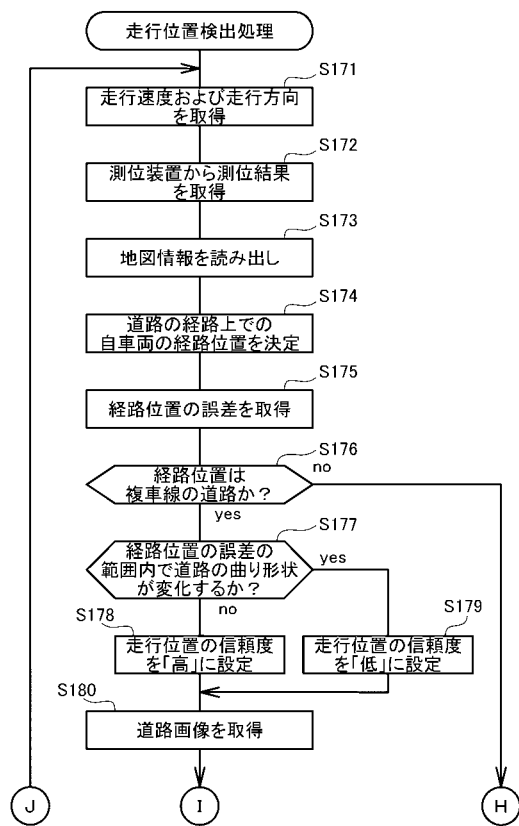 走行位置検出処理
S171
走行速度および走行方向
を取得
S172
測位装置から測位結果
を取得
S173
地図情報を読み出し
S174
道路の経路上での
自車両の経路位置を決定
S175
経路位置の誤差を取得
S176
経路位置は
複車線の道路か?
no
yes
S177
経路位置の誤差の
範囲内で道路の曲り形状
が変化するか?
yes
no
S178
走行位置の信頼度
を「高」に設定
S179
走行位置の信頼度
を「低」に設定
S180
道路画像を取得
J
I
H